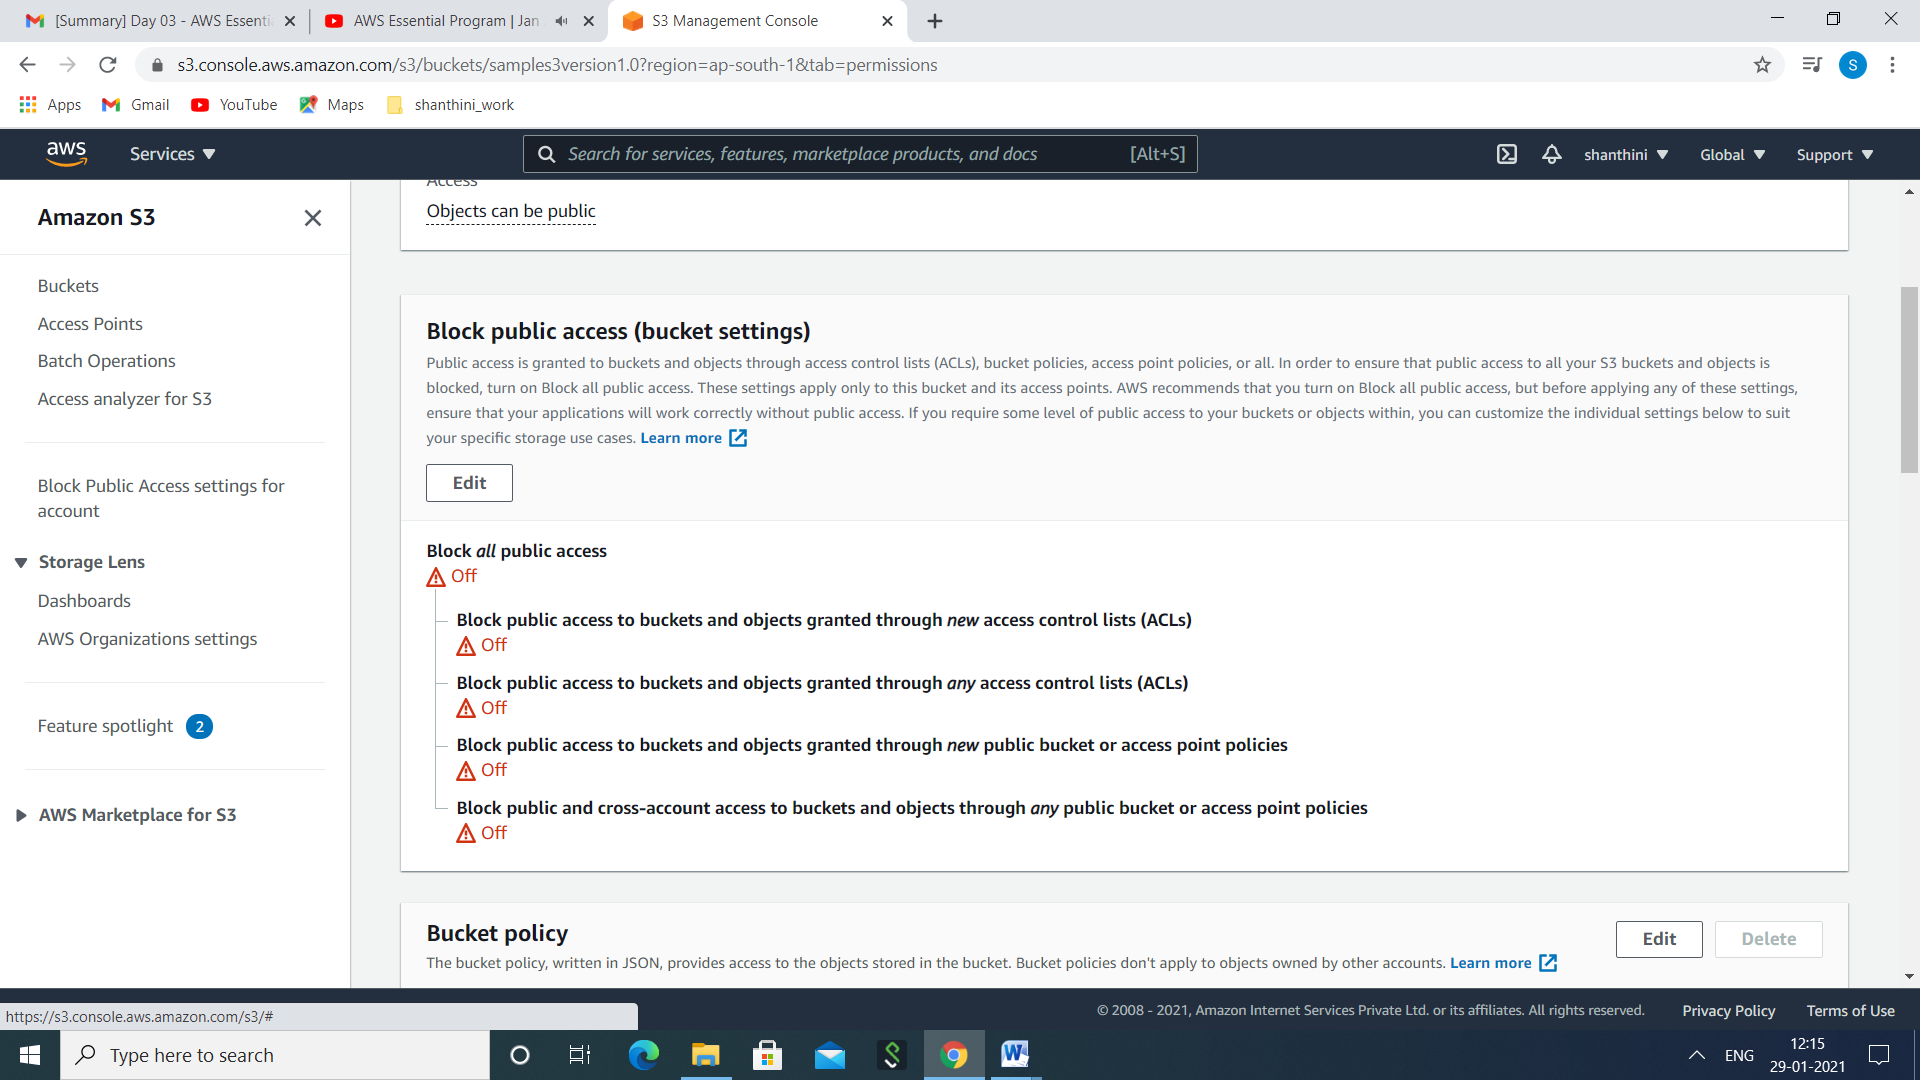 [Summary] Day 03 - AWS Essenti
AWS Essential Program | Jan
S3 Management Console
s3.console.aws.amazon.com/s3/buckets/samples3version1.0?region=ap-south-1&tab=permissions
S
Apps
Gmail
YouTube
Maps
shanthini_work
aws
Services
Search for services, features, marketplace products, and docs
[Alt+S]
shanthini
Global
Support
Amazon S3
Buckets
Access Points
Batch Operations
Access analyzer for S3
Block Public Access settings for
account
Storage Lens
Dashboards
AWS Organizations settings
Feature spotlight 2
AWS Marketplace for S3
Access
Objects can be public
Block public access (bucket settings)
Public access is granted to buckets and objects through access control lists (ACLs), bucket policies, access point policies, or all. In order to ensure that public access to all your S3 buckets and objects is
blocked, turn on Block all public access. These settings apply only to this bucket and its access points. AWS recommends that you turn on Block all public access, but before applying any of these settings,
ensure that your applications will work correctly without public access. If you require some level of public access to your buckets or objects within, you can customize the individual settings below to suit
your specific storage use cases. Learn more
Edit
Block all public access
Off
Block public access to buckets and objects granted through new access control lists (ACLs)
Off
Block public access to buckets and objects granted through any access control lists (ACLs)
Off
Block public access to buckets and objects granted through new public bucket or access point policies
Off
Block public and cross-account access to buckets and objects through any public bucket or access point policies
Off
Bucket policy
Edit
Delete
The bucket policy, written in JSON, provides access to the objects stored in the bucket. Bucket policies don't apply to objects owned by other accounts. Learn more
https://s3.console.aws.amazon.com/s3/#
© 2008 - 2021, Amazon Internet Services Private Ltd. or its affiliates. All rights reserved.
Privacy Policy
Terms of Use
Type here to search
ENG
12:15
29-01-2021